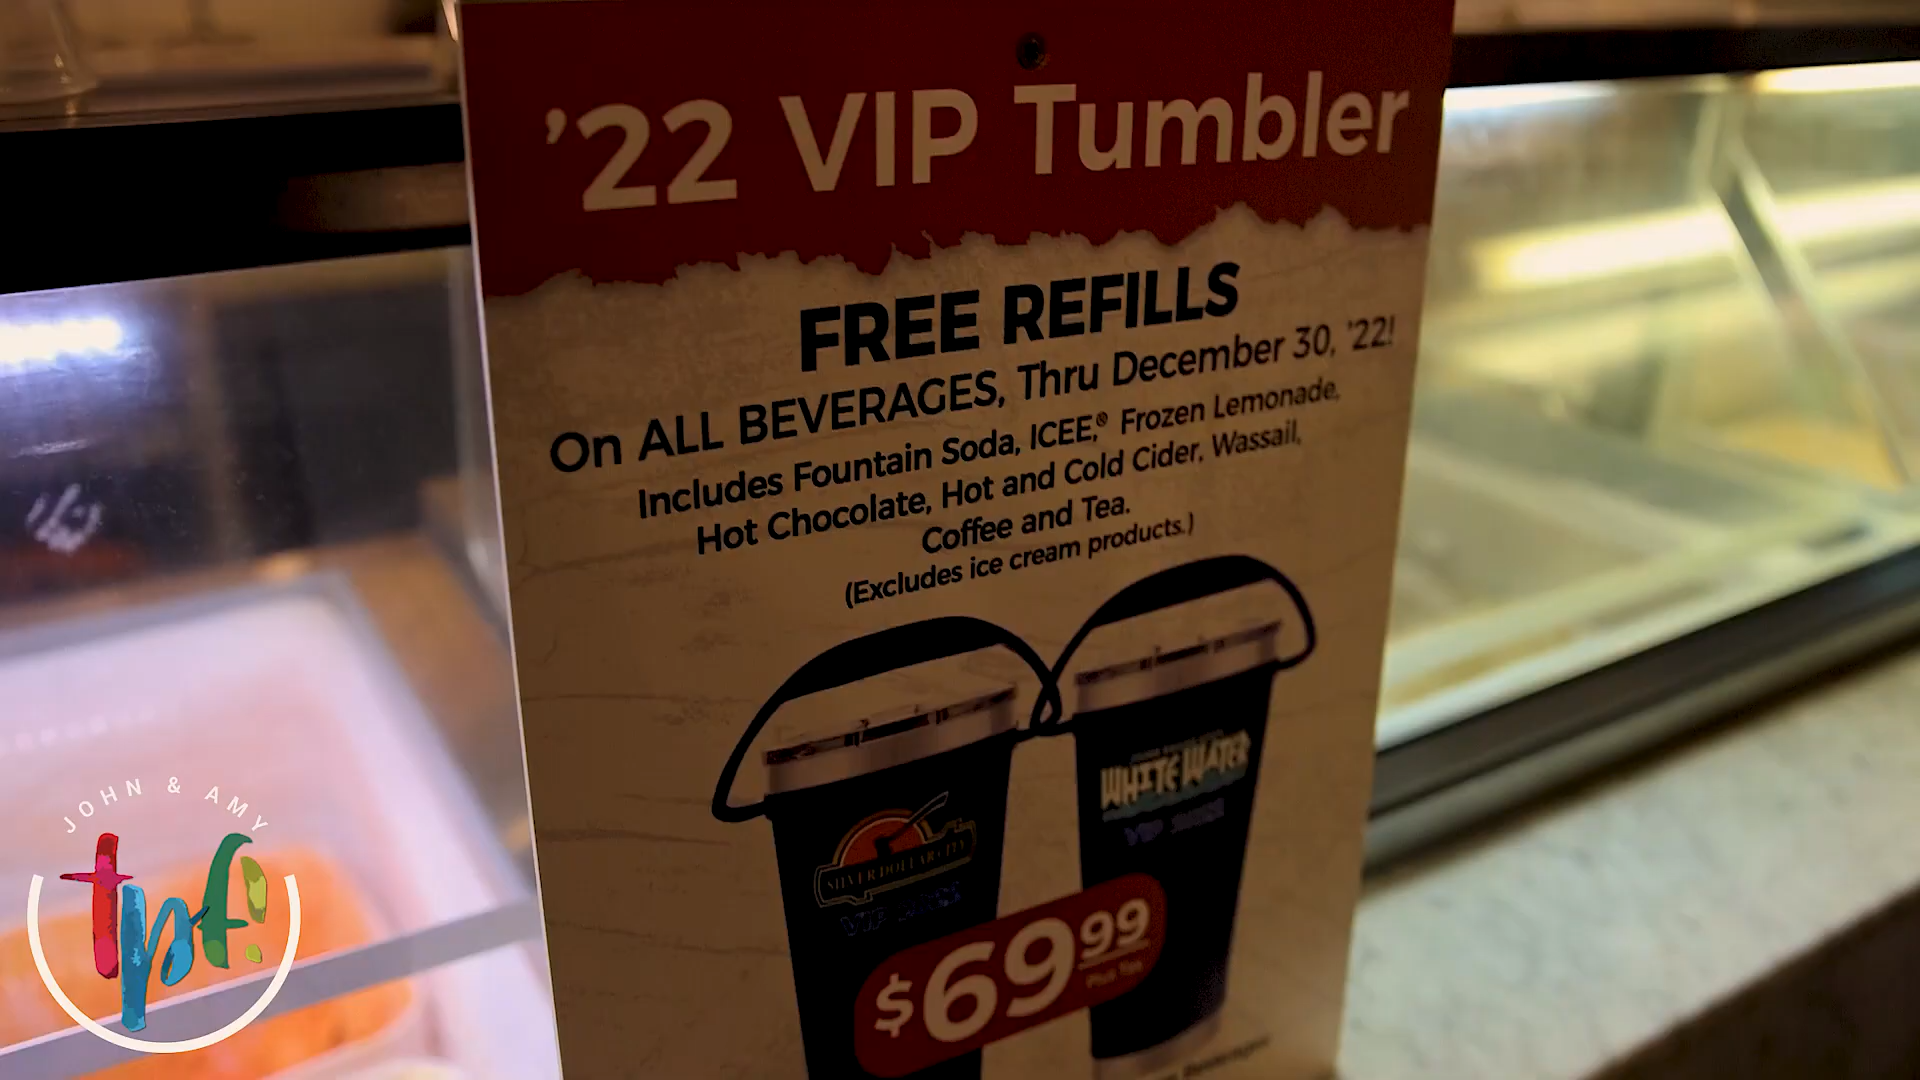 '22 VIP Tumbler
FREE REFILLS
On ALL BEVERAGES, Thru December 30, '22!
Includes Fountain Soda, ICEE,® Frozen Lemonade,
Hot Chocolate, Hot and Cold Cider, Wassail,
Coffee and Tea.
(Excludes ice cream products.)
WHITE WATER
VIP
SILVER DOLLAR CITY
VIP
$69.99
Plus Tax
JOHN & AMY
tpf!